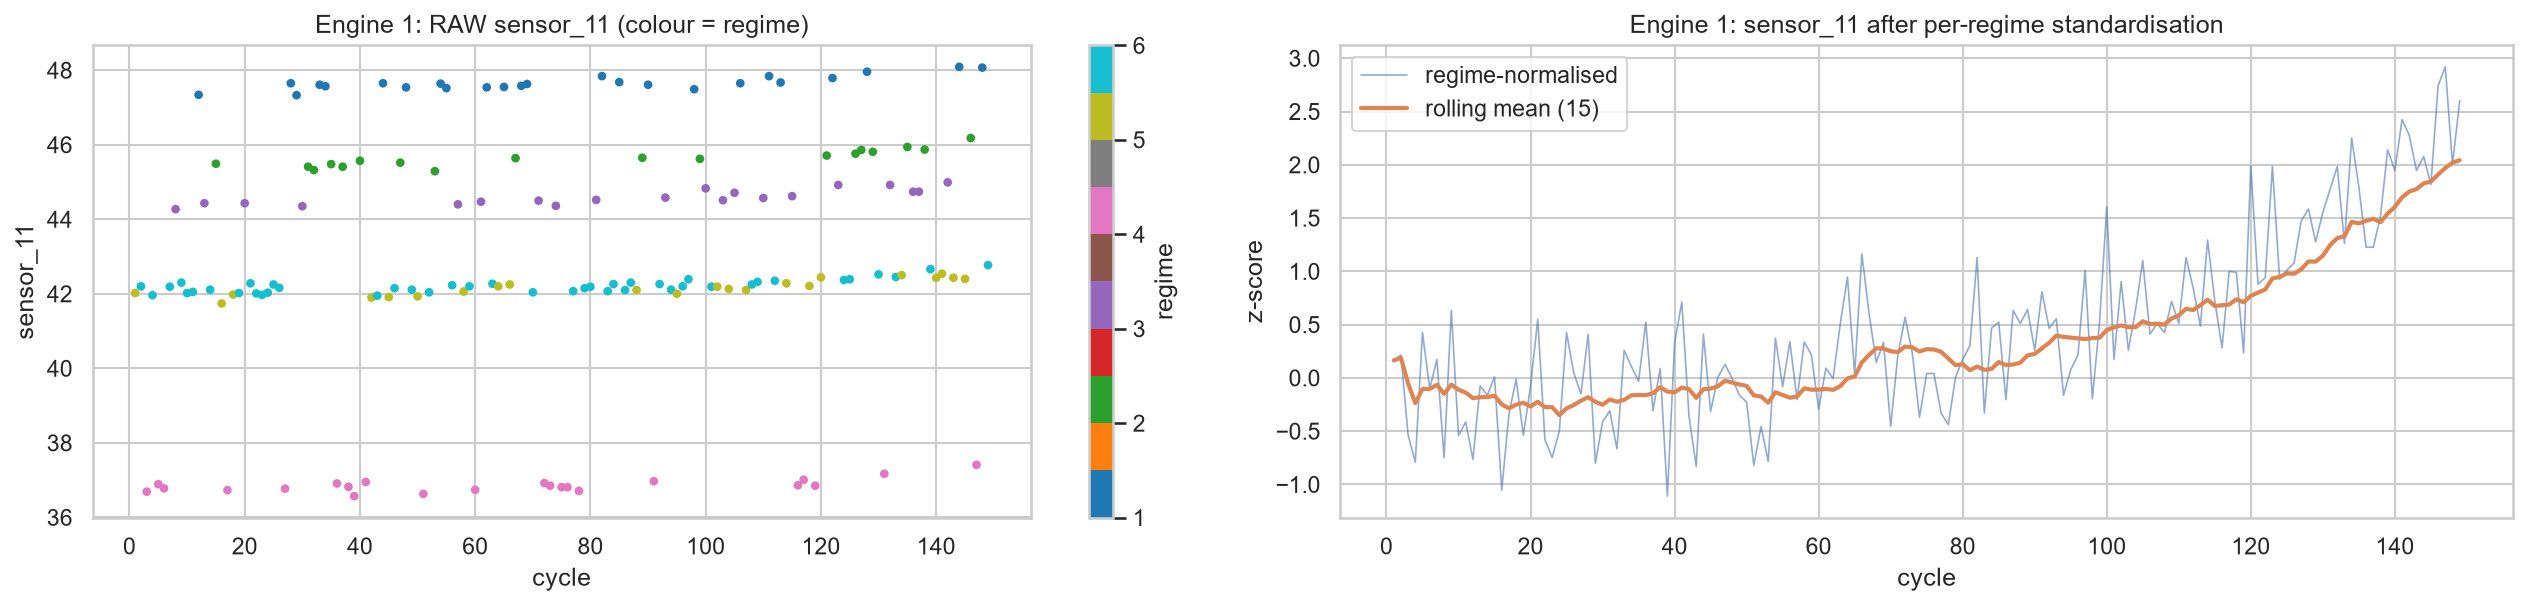 Engine 1: RAW sensor_11 (colour = regime)
sensor_11
48
46
44
42
40
38
36
0 20 40 60 80 100 120 140
cycle
6
5
4
3
2
1
regime
Engine 1: sensor_11 after per-regime standardisation
regime-normalised
rolling mean (15)
z-score
3.0
2.5
2.0
1.5
1.0
0.5
0.0
−0.5
−1.0
0 20 40 60 80 100 120 140
cycle